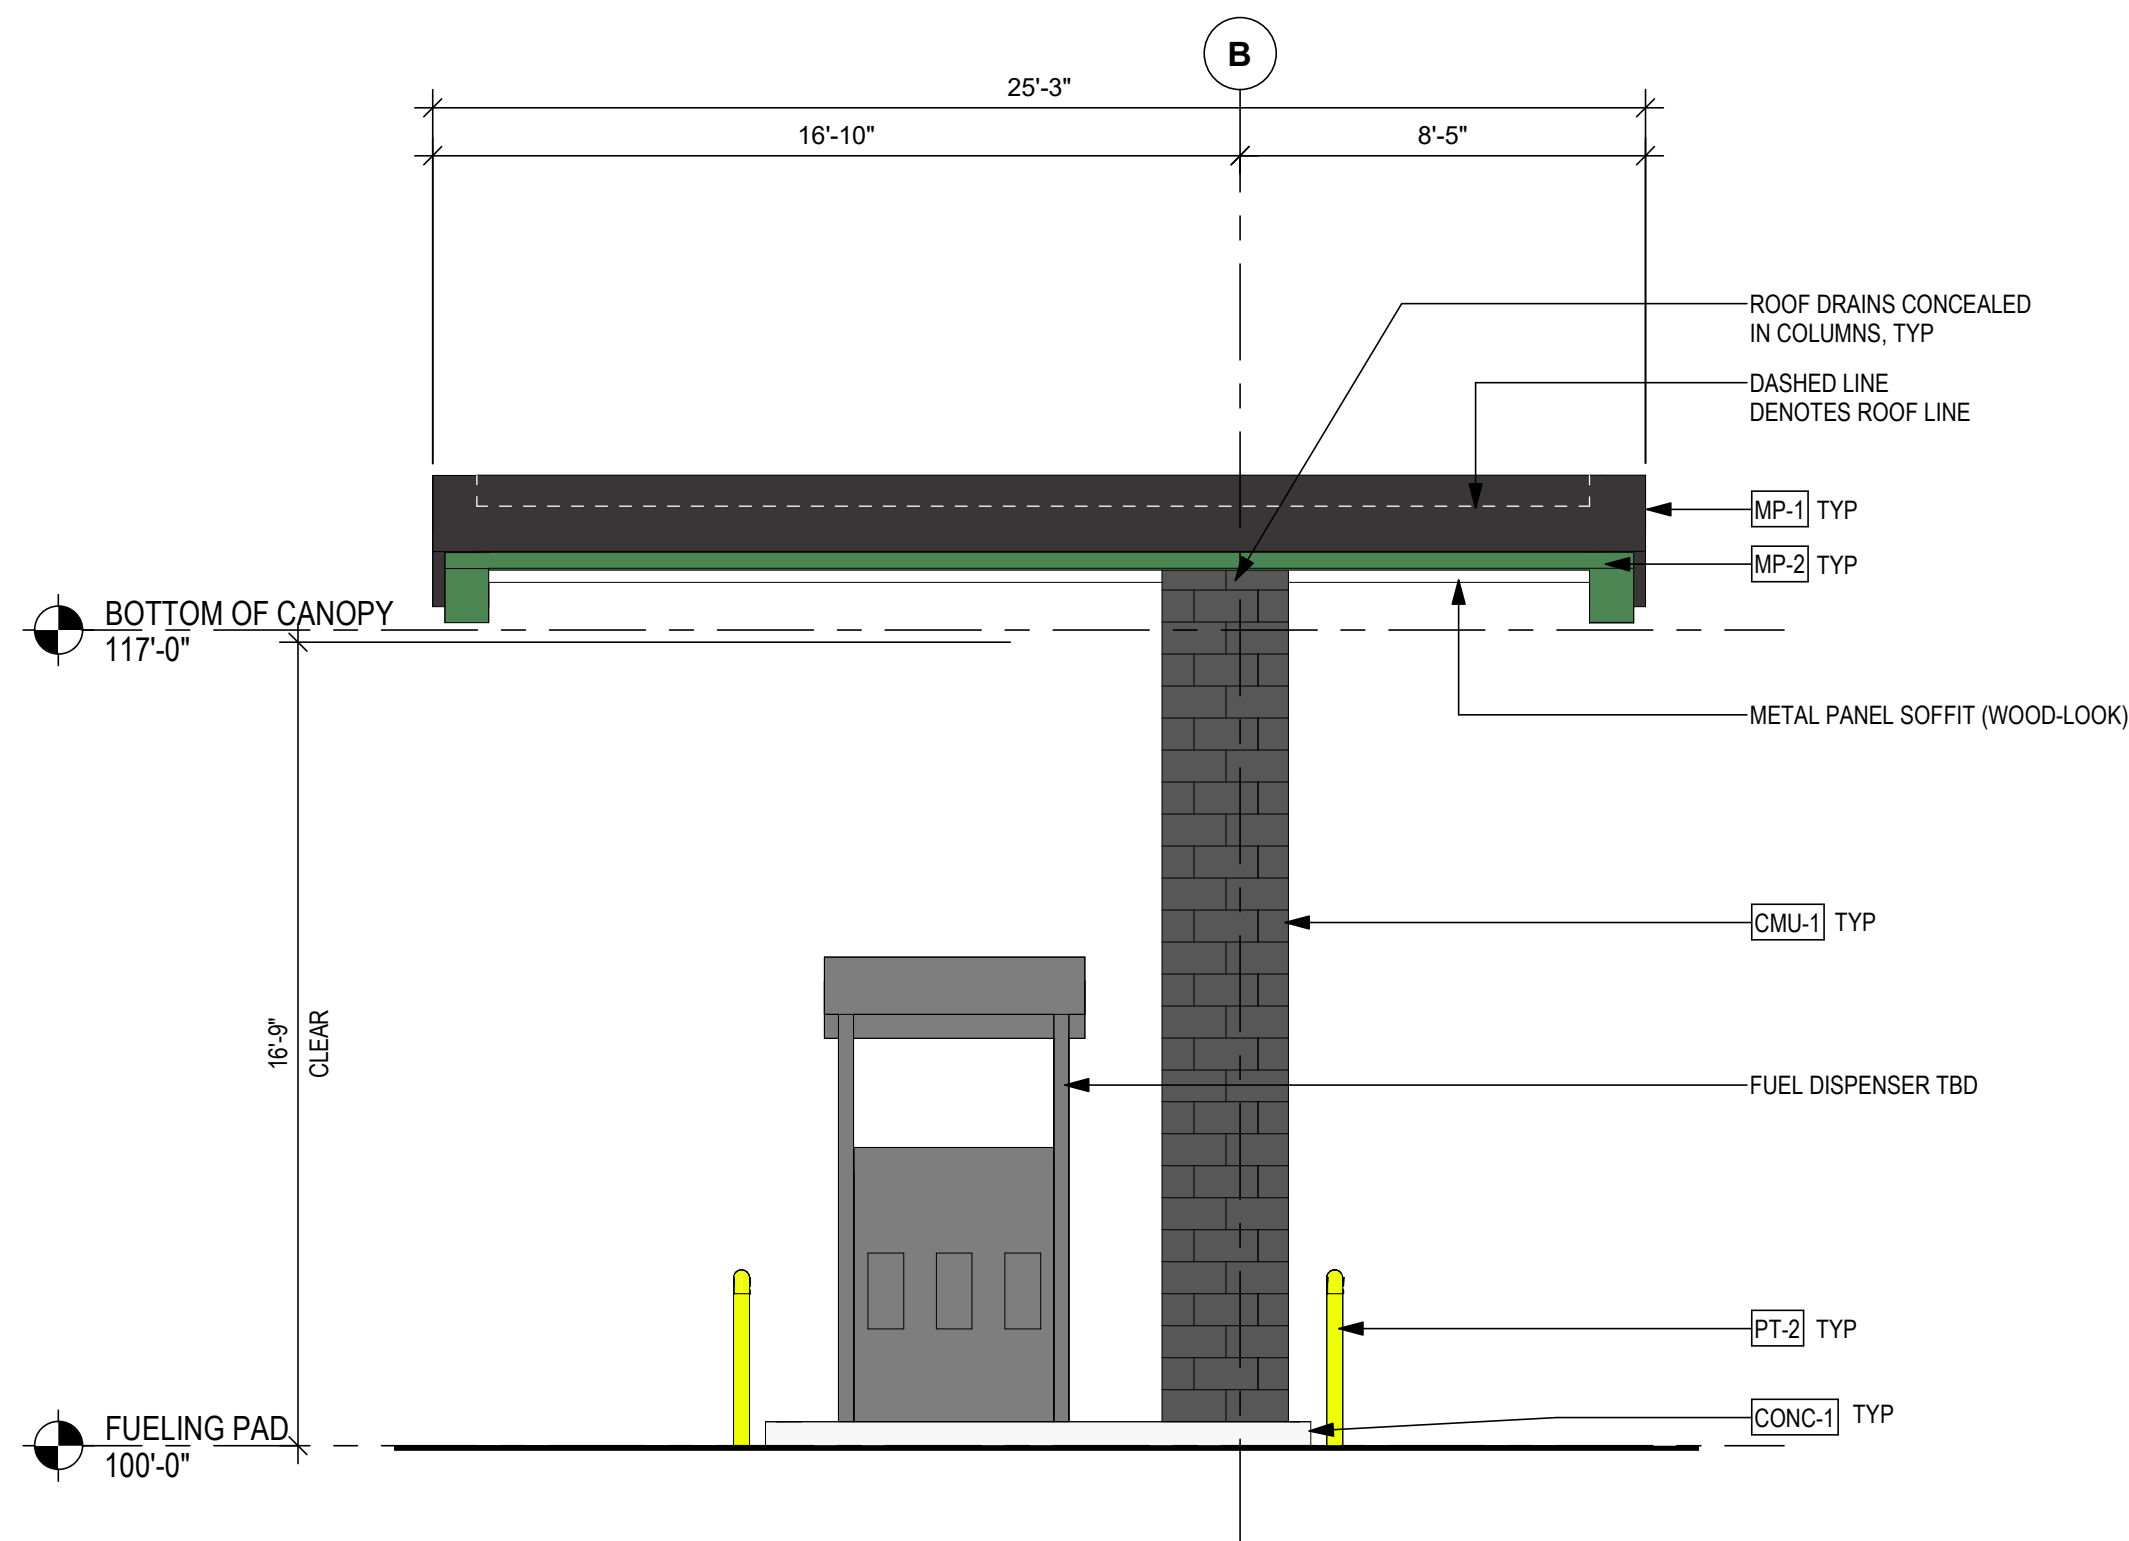 B
25'-3"
16'-10"
8'-5"
ROOF DRAINS CONCEALED
IN COLUMNS, TYP
DASHED LINE
DENOTES ROOF LINE
MP-1 TYP
MP-2 TYP
BOTTOM OF CANOPY
117'-0"
METAL PANEL SOFFIT (WOOD-LOOK)
CMU-1 TYP
16'-9"
CLEAR
FUEL DISPENSER TBD
PT-2 TYP
CONC-1 TYP
FUELING PAD
100'-0"